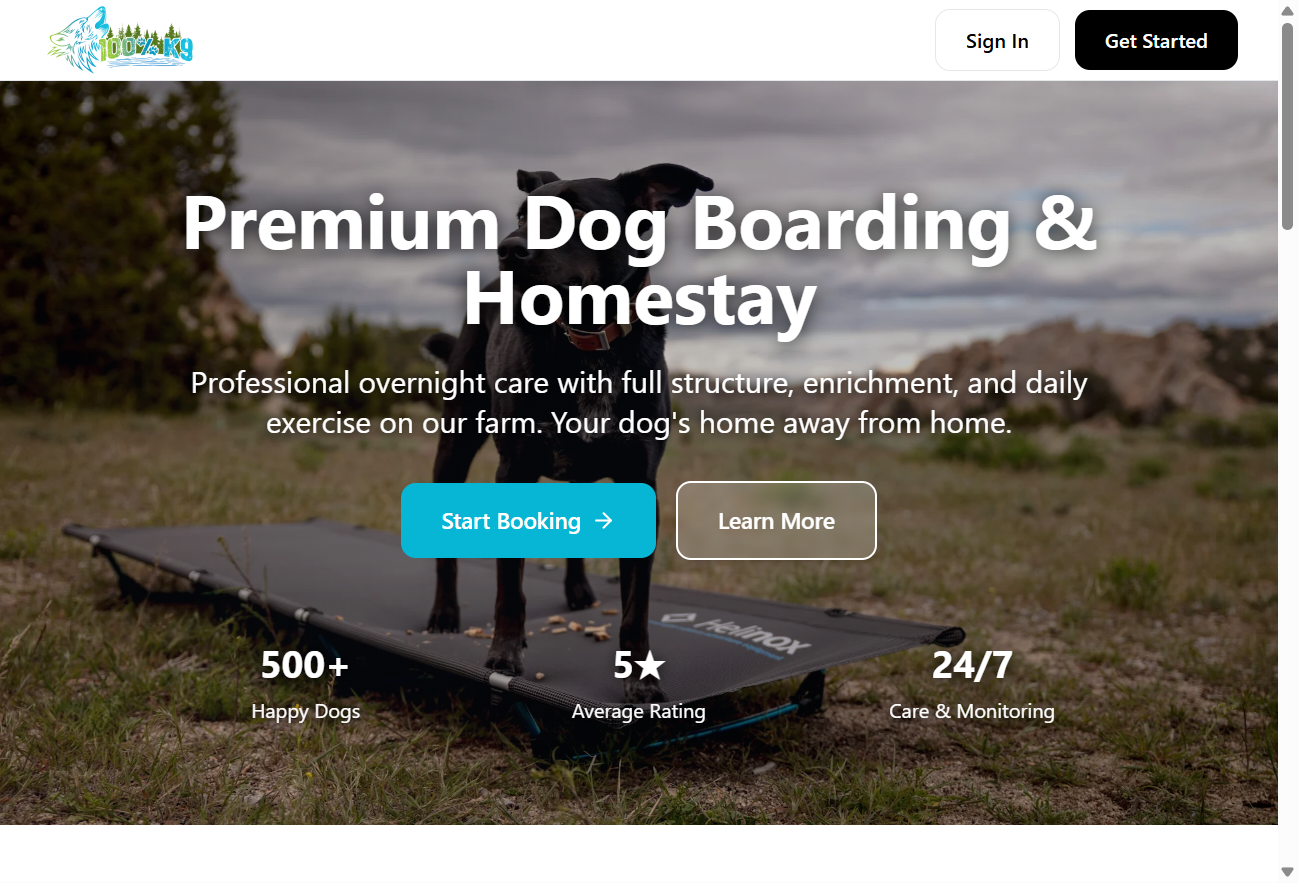 100% K9
Sign In
Get Started
Premium Dog Boarding &
Homestay
Professional overnight care with full structure, enrichment, and daily
exercise on our farm. Your dog's home away from home.
Start Booking →
Learn More
Helinox
500+
5★
24/7
Happy Dogs
Average Rating
Care & Monitoring